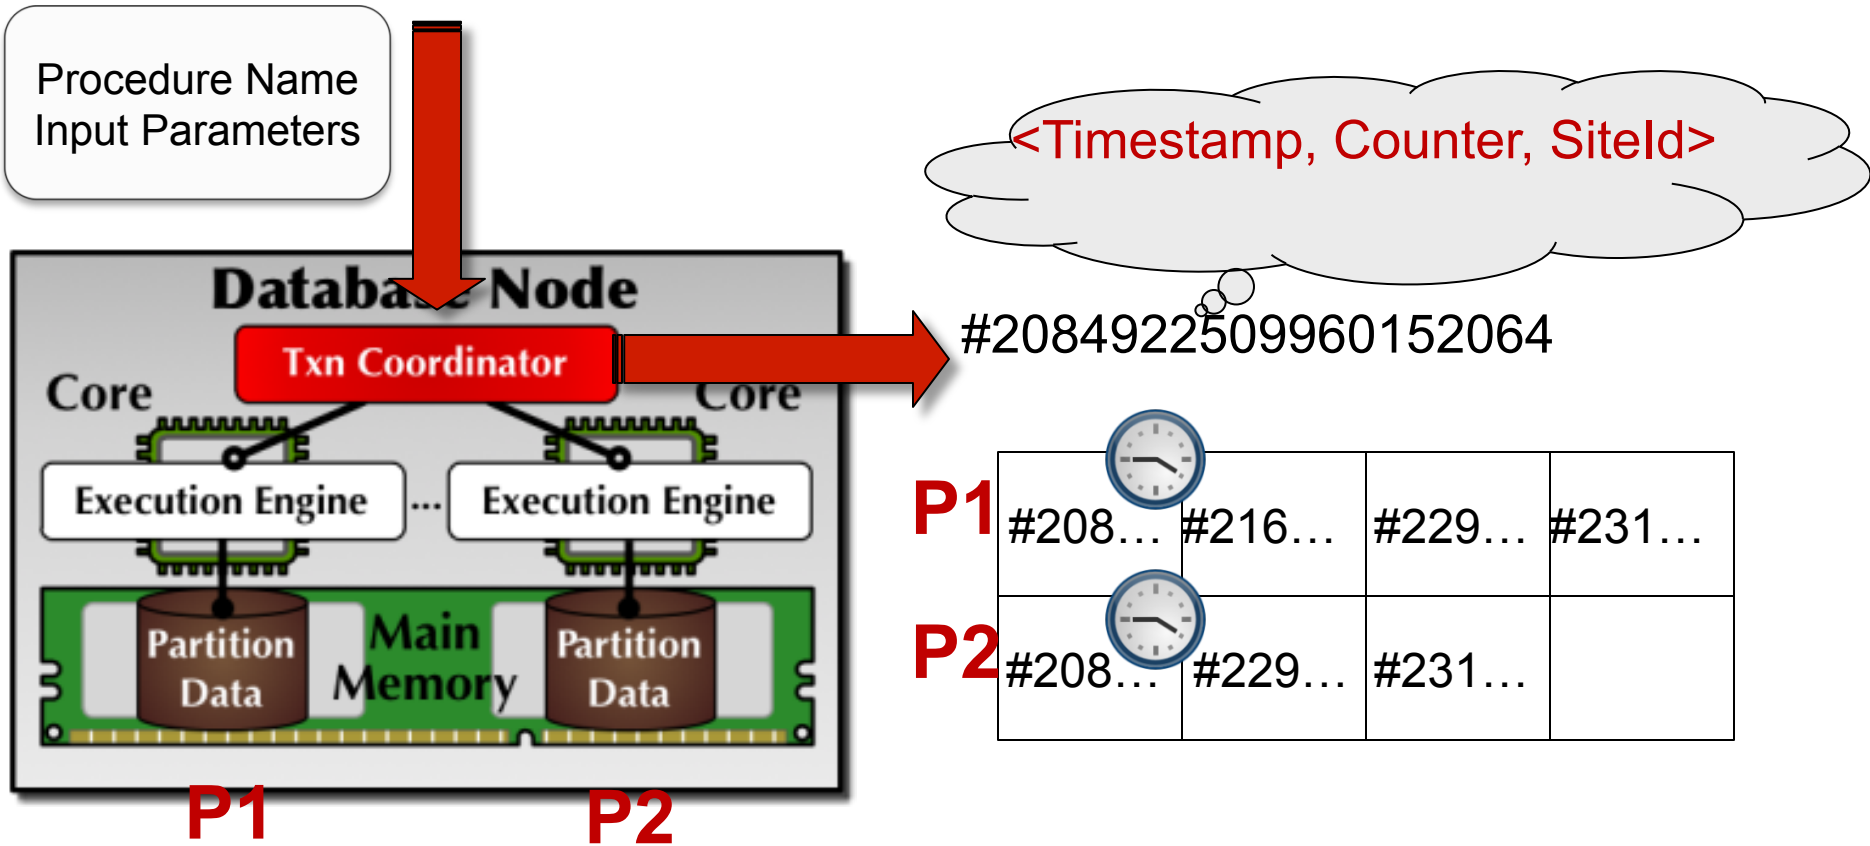 Procedure Name
Input Parameters
<Timestamp, Counter, SiteId>
Database Node
#2084922509960152064
Txn Coordinator
Core
Core
Execution Engine
...
Execution Engine
P1
#208…
#216…
#229…
#231…
P2
#208…
#229…
#231…
Partition
Data
Main
Memory
Partition
Data
P1
P2